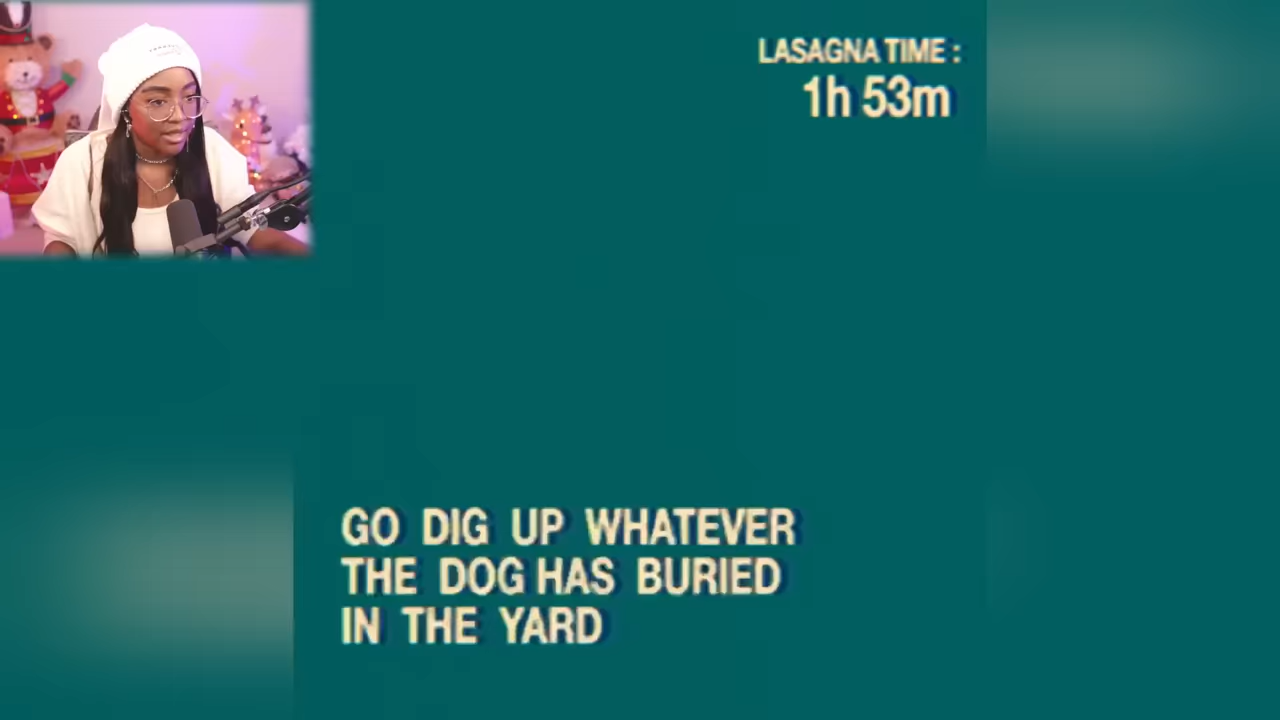 LASAGNA TIME :
1h 53m
GO DIG UP WHATEVER
THE DOG HAS BURIED
IN THE YARD